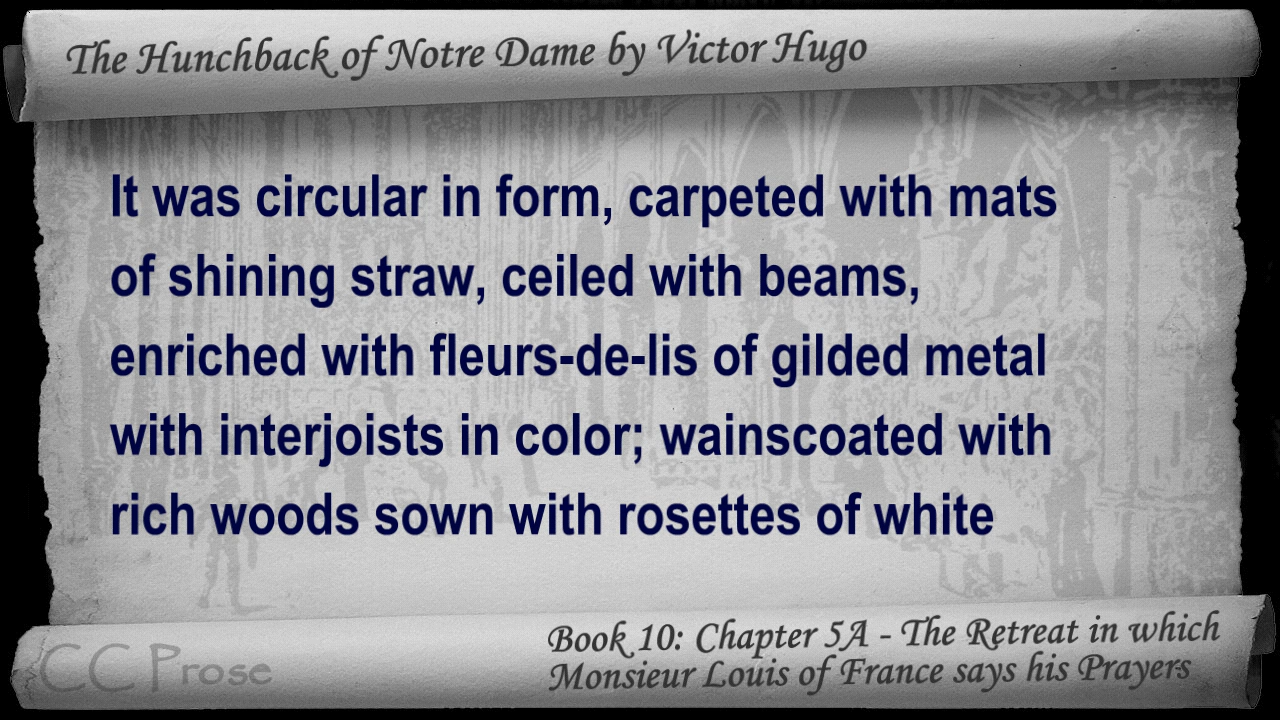 The Hunchback of Notre Dame by Victor Hugo
It was circular in form, carpeted with mats
of shining straw, ceiled with beams,
enriched with fleurs-de-lis of gilded metal
with interjoists in color; wainscoated with
rich woods sown with rosettes of white
CC Prose
Book 10: Chapter 5A - The Retreat in which
Monsieur Louis of France says his Prayers